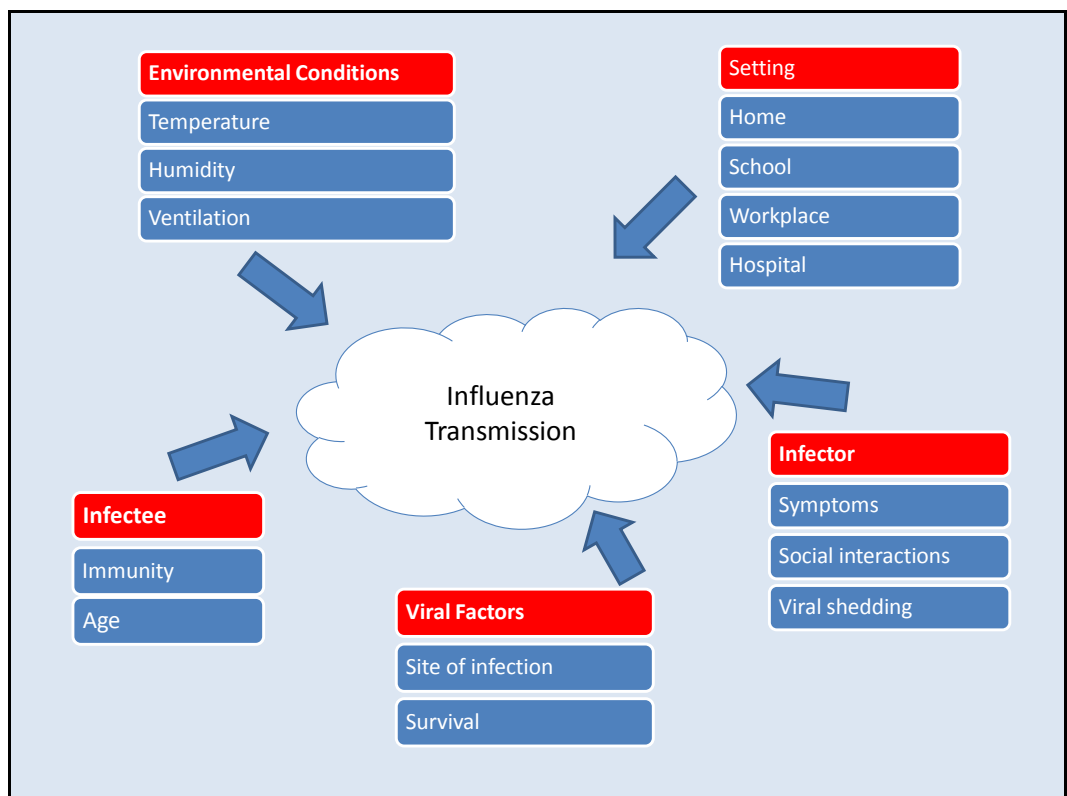 Environmental Conditions
Temperature
Humidity
Ventilation
Setting
Home
School
Workplace
Hospital
Influenza
Transmission
Infectee
Immunity
Age
Viral Factors
Site of infection
Survival
Infector
Symptoms
Social interactions
Viral shedding